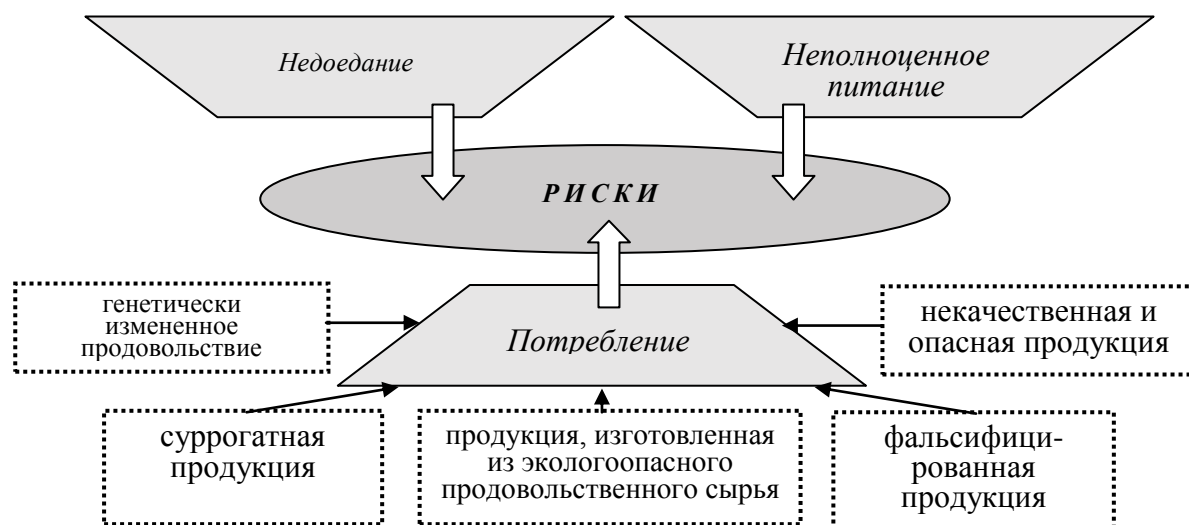 Недоедание
Неполноценное
питание
РИСКИ
генетически
измененное
продовольствие
Потребление
некачественная и
опасная продукция
суррогатная
продукция
продукция, изготовленная
из экологоопасного
продовольственного сырья
фальсифици-
рованная
продукция